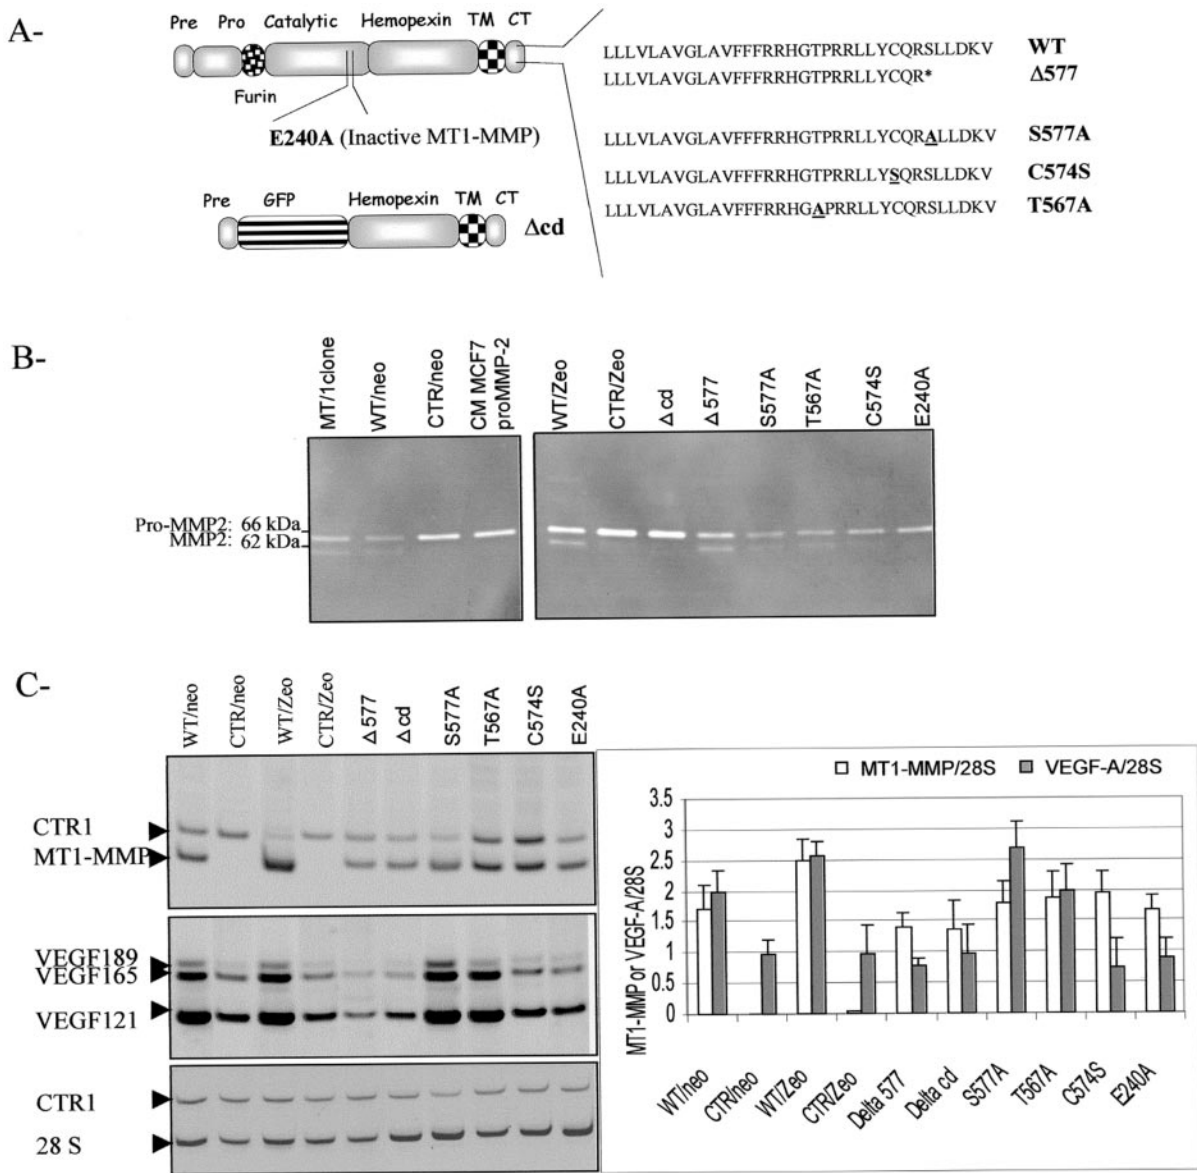 A-
Pre Pro Catalytic Hemopexin TM CT
Furin
E240A (Inactive MT1-MMP)
Pre GFP Hemopexin TM
Δcd
LLLVLAVGLAVFFFRRHGTPRRLLYCQRSLLDKV WT
LLLVLAVGLAVFFFRRHGTPRRLLYCQR* Δ577
LLLVLAVGLAVFFFRRHGTPRRLLYCQRALLDKV S577A
LLLVLAVGLAVFFFRRHGTPRRLLYSQRSLLDKV C574S
LLLVLAVGLAVFFFRRHGAPRRLLYCQRSLLDKV T567A
CT
B-
MT/1clone
WT/neo
CTR/neo
CM MCF7
proMMP-2
WT/Zeo
CTR/Zeo
Δcd
Δ577
S577A
T567A
C574S
E240A
Pro-MMP2: 66 kDa
MMP2: 62 kDa
C-
WT/neo
CTR/neo
WT/Zeo
CTR/Zeo
Δ577
Δcd
S577A
T567A
C574S
E240A
CTR1
MT1-MMP
VEGF189
VEGF165
VEGF121
CTR1
28 S
MT1-MMP/28S VEGF-A/28S
MT1-MMP or VEGF-A/28S
3.5
3
2.5
2
1.5
1
0.5
0
WT/neo
CTR/neo
WT/Zeo
CTR/Zeo
Delta 577
Delta cd
S577A
T567A
C574S
E240A